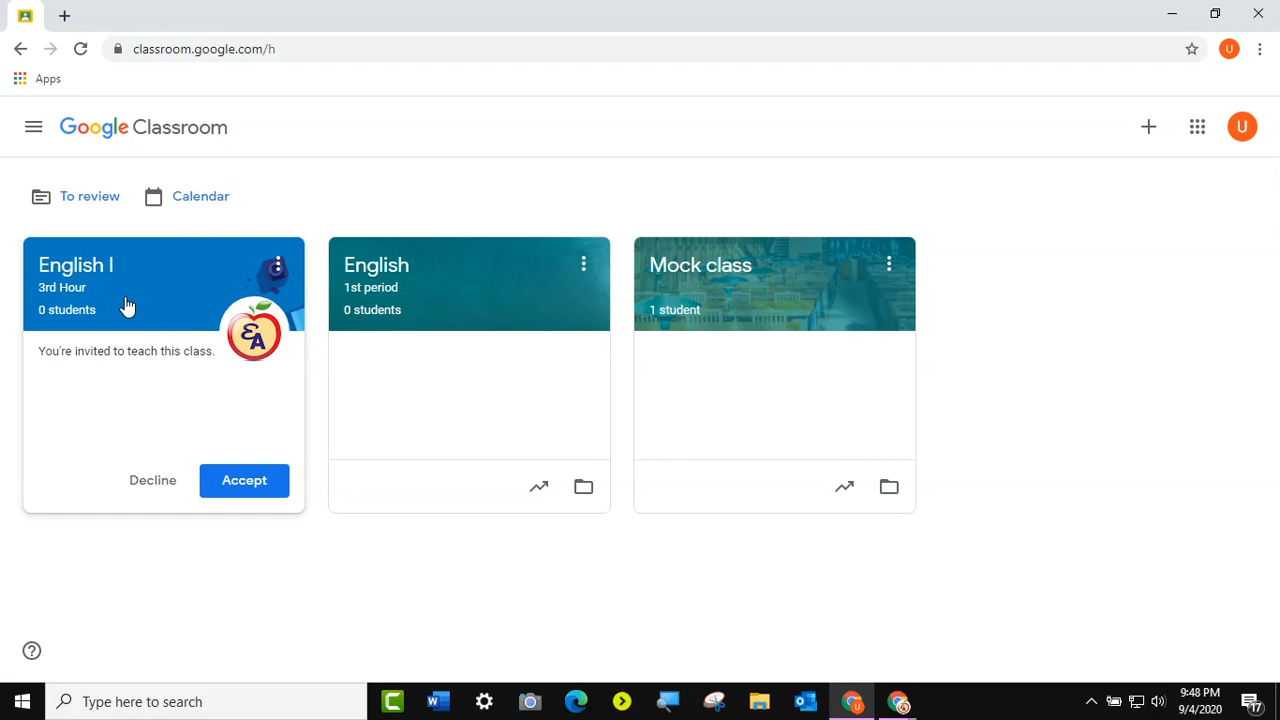 classroom.google.com/h
U
Apps
Google Classroom
U
To review
Calendar
English I
3rd Hour
0 students
EA
You're invited to teach this class.
Decline
Accept
English
1st period
0 students
Mock class
1 student
Type here to search
9:48 PM
9/4/2020
17